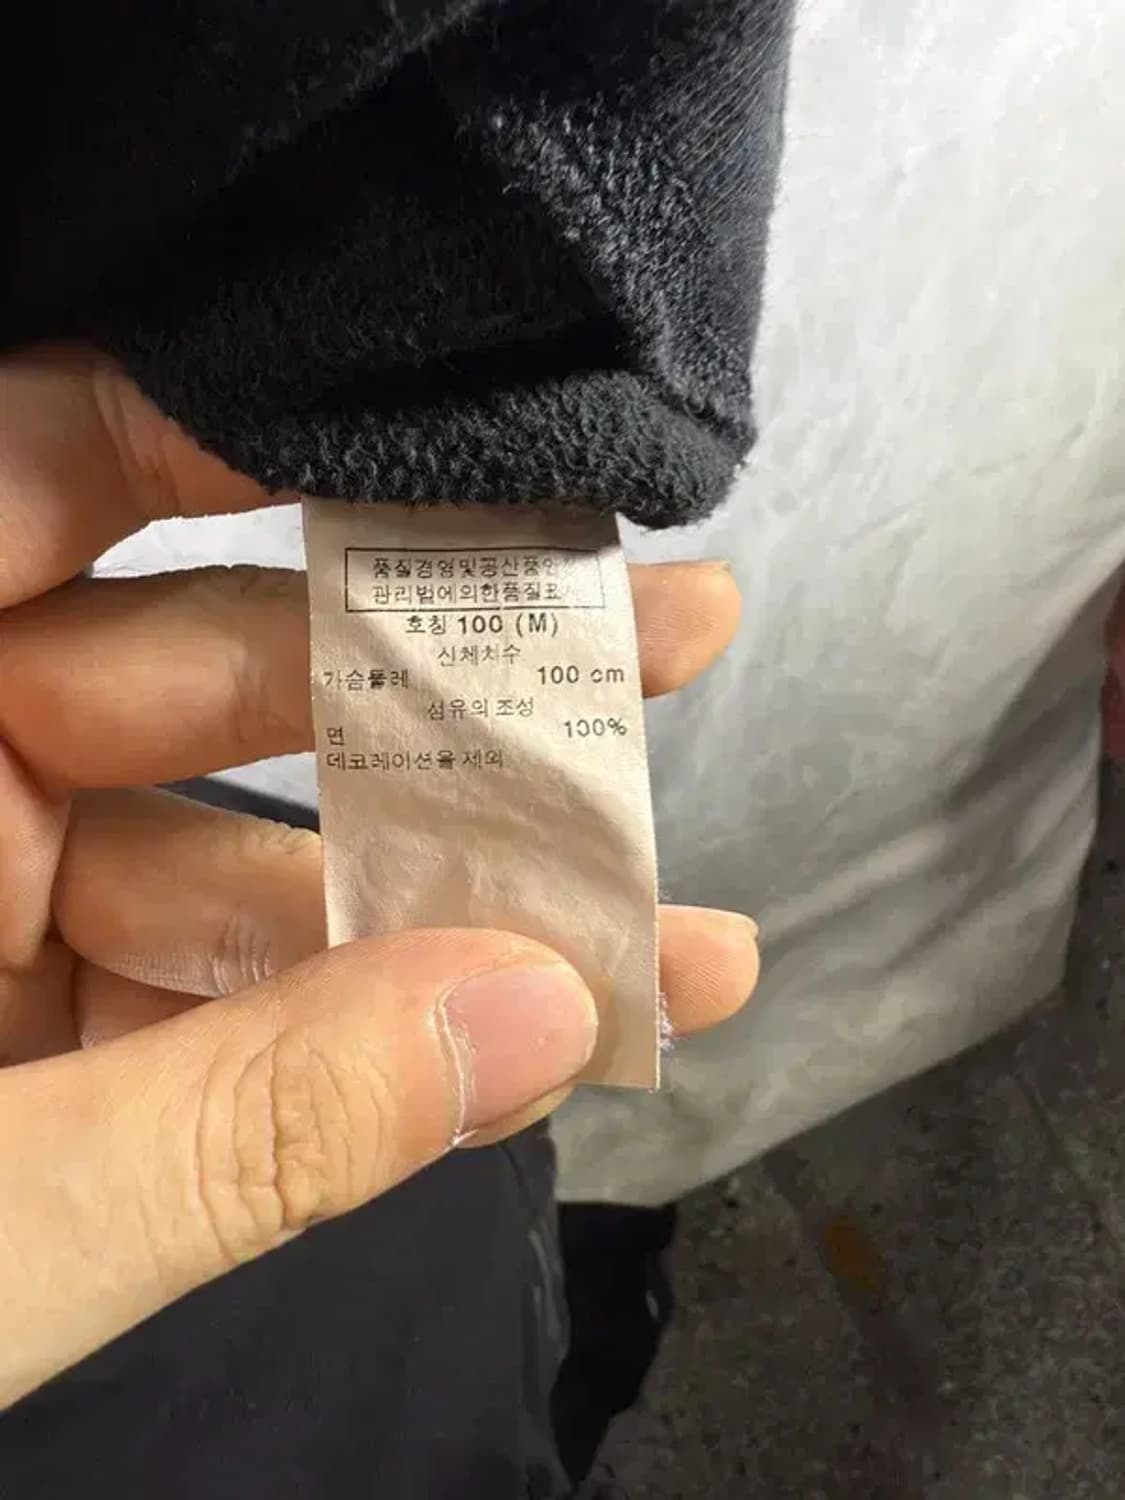 품질경영및공산품안
관리법에의한품질표
호칭 100 (M)
신체치수
가슴둘레 100 cm
섬유의 조성
면 100%
데코레이션을 제외